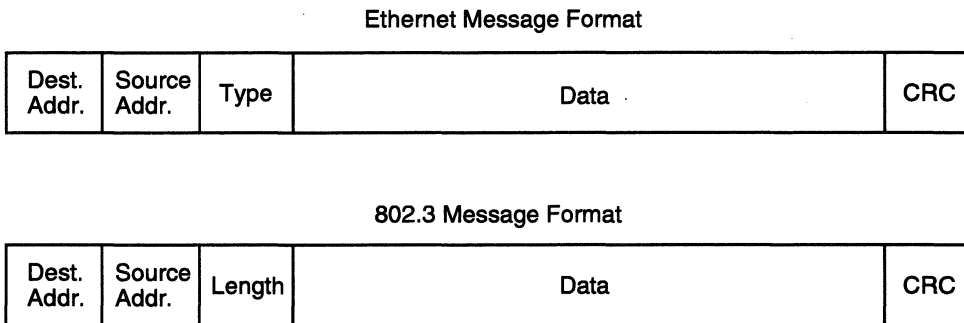 Ethernet Message Format
Dest. Addr. Source Addr. Type Data CRC
802.3 Message Format
Dest. Addr. Source Addr. Length Data CRC